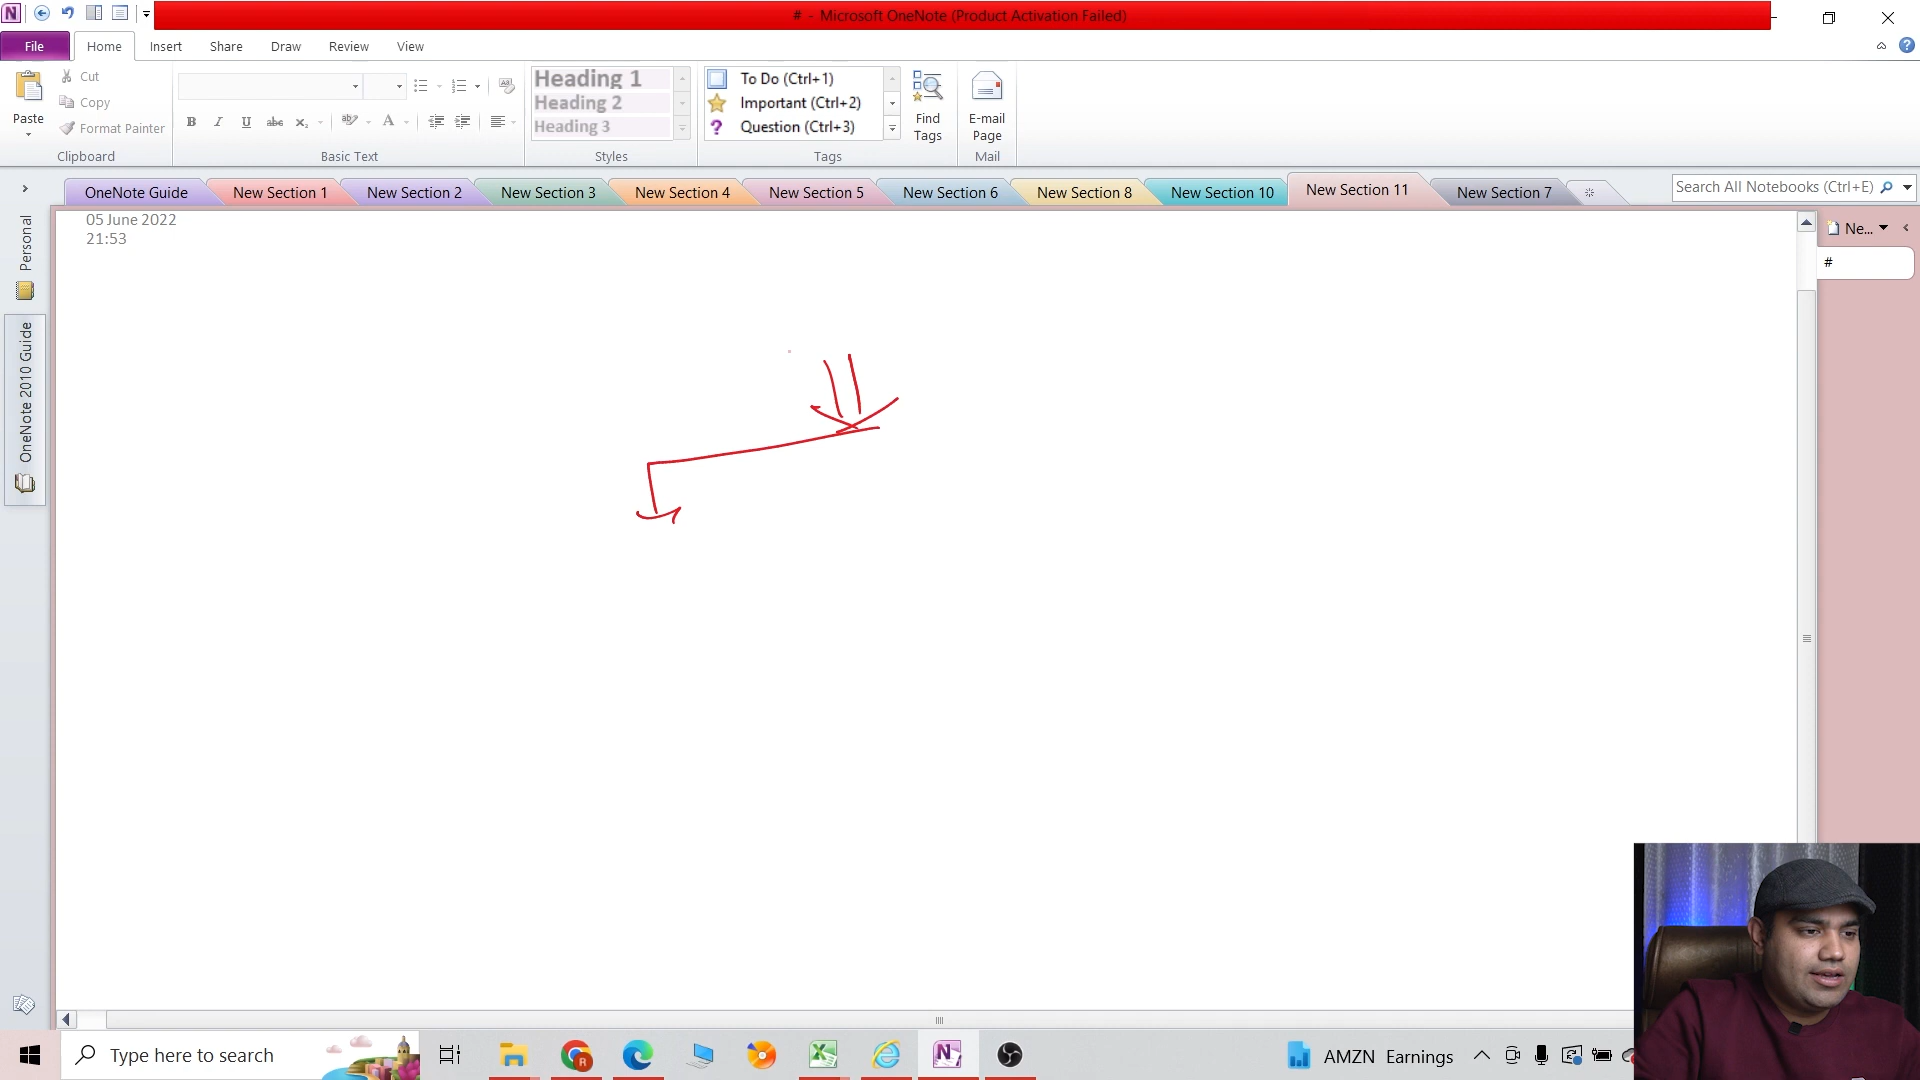 # - Microsoft OneNote (Product Activation Failed)
File Home Insert Share Draw Review View
Paste
Cut
Copy
Format Painter
Clipboard
Basic Text
Heading 1
Heading 2
Heading 3
Styles
To Do (Ctrl+1)
Important (Ctrl+2)
Question (Ctrl+3)
Tags
Find
Tags
E-mail
Page
Mail
OneNote Guide New Section 1 New Section 2 New Section 3 New Section 4 New Section 5 New Section 6 New Section 8 New Section 10 New Section 11 New Section 7
Search All Notebooks (Ctrl+E)
Personal
OneNote 2010 Guide
05 June 2022
21:53
Ne...
#
Type here to search
AMZN Earnings